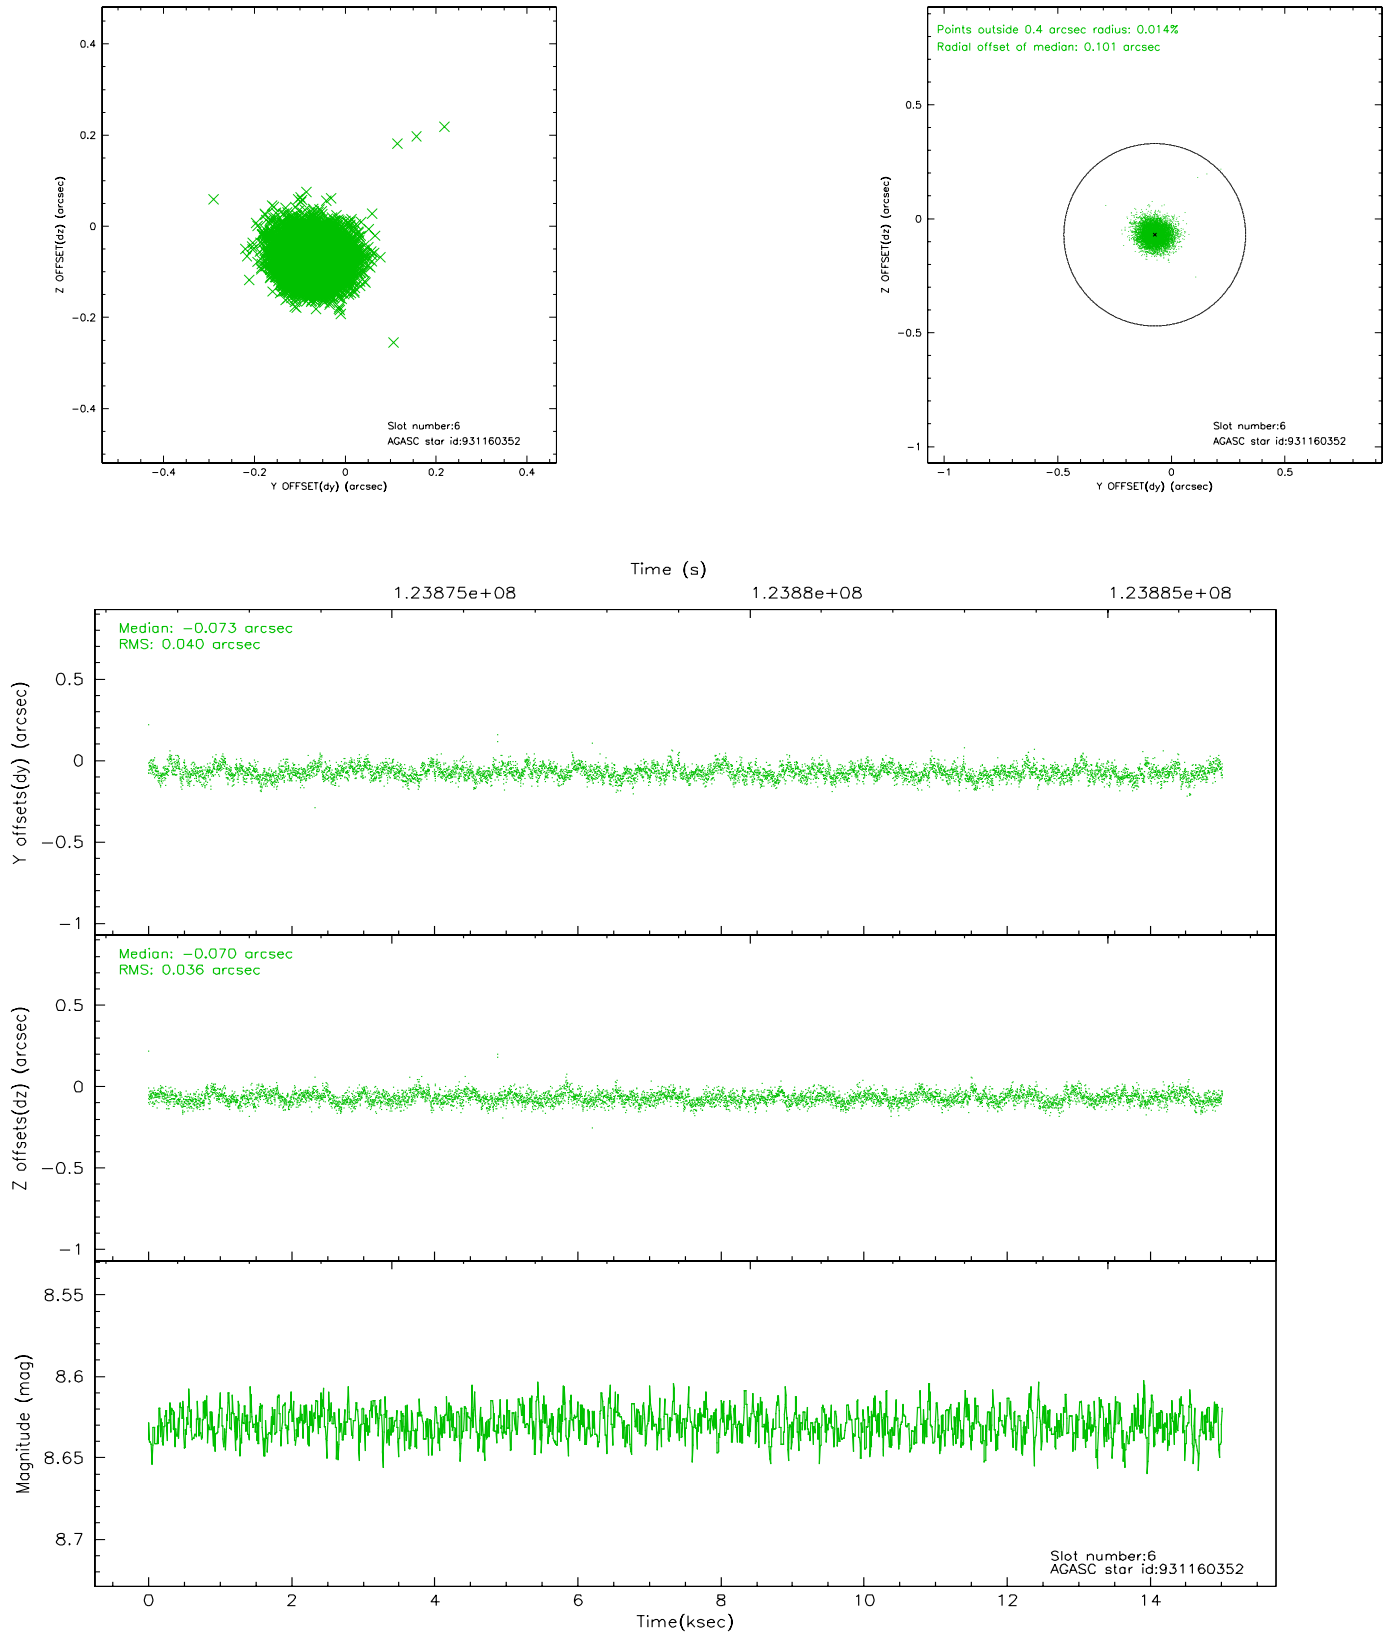 0.4
0.2
0
−0.2
−0.4
Z OFFSET(dz) (arcsec)
Slot number:6
AGASC star id:931160352
−0.4 −0.2 0 0.2 0.4
Y OFFSET(dy) (arcsec)
Points outside 0.4 arcsec radius: 0.014%
Radial offset of median: 0.101 arcsec
0.5
0
−0.5
−1
Z OFFSET(dz) (arcsec)
Slot number:6
AGASC star id:931160352
−1 −0.5 0 0.5
Y OFFSET(dy) (arcsec)
Time (s)
1.23875e+08 1.2388e+08 1.23885e+08
Median: −0.073 arcsec
RMS: 0.040 arcsec
0.5
0
−0.5
−1
Y offsets(dy) (arcsec)
Median: −0.070 arcsec
RMS: 0.036 arcsec
0.5
0
−0.5
−1
Z offsets(dz) (arcsec)
8.55
8.6
8.65
8.7
Magnitude (mag)
Slot number:6
AGASC star id:931160352
0 2 4 6 8 10 12 14
Time(ksec)